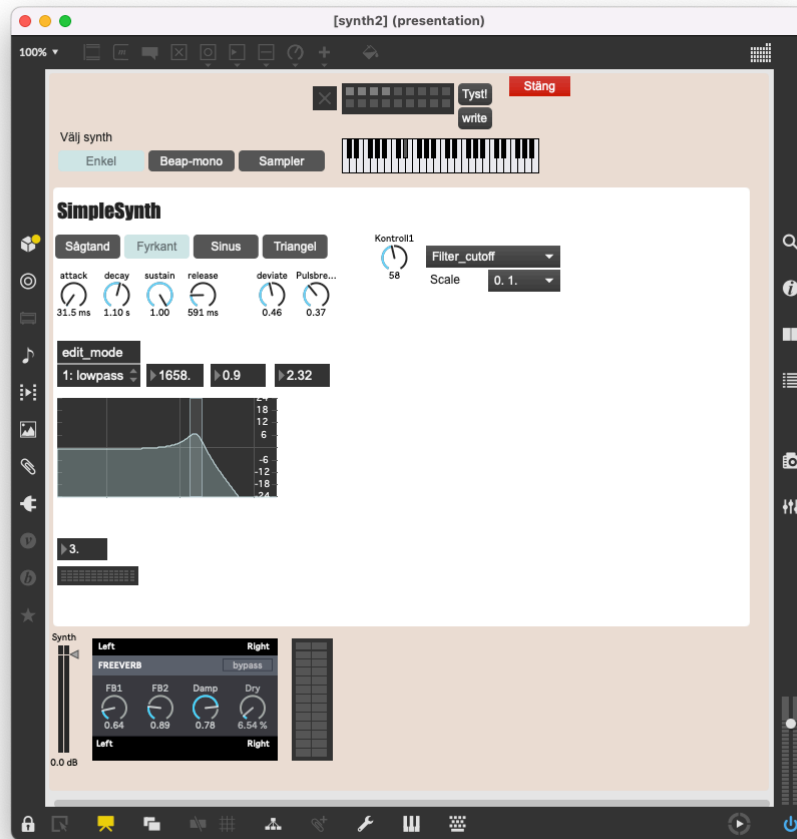 [synth2] (presentation)
100%
Stäng
Tyst!
write
Välj synth
Enkel Beap-mono Sampler
SimpleSynth
Sågtand Fyrkant Sinus Triangel
Kontroll1
58
Filter_cutoff
Scale 0. 1.
attack decay sustain release deviate Pulsbre...
31.5 ms 1.10 s 1.00 591 ms 0.46 0.37
edit_mode
1: lowpass 1658. 0.9 2.32
24
18
12
6
-6
-12
-18
-24
3.
Synth
0.0 dB
Left Right
FREEVERB bypass
FB1 FB2 Damp Dry
0.64 0.89 0.78 6.54 %
Left Right